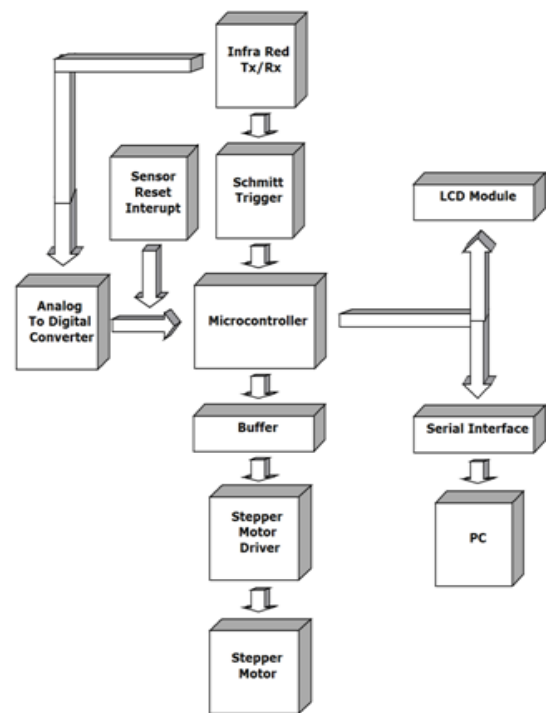 Infra Red
Tx/Rx
Sensor
Reset
Interupt
Schmitt
Trigger
LCD Module
Analog
To Digital
Converter
Microcontroller
Buffer
Serial Interface
Stepper
Motor
Driver
PC
Stepper
Motor